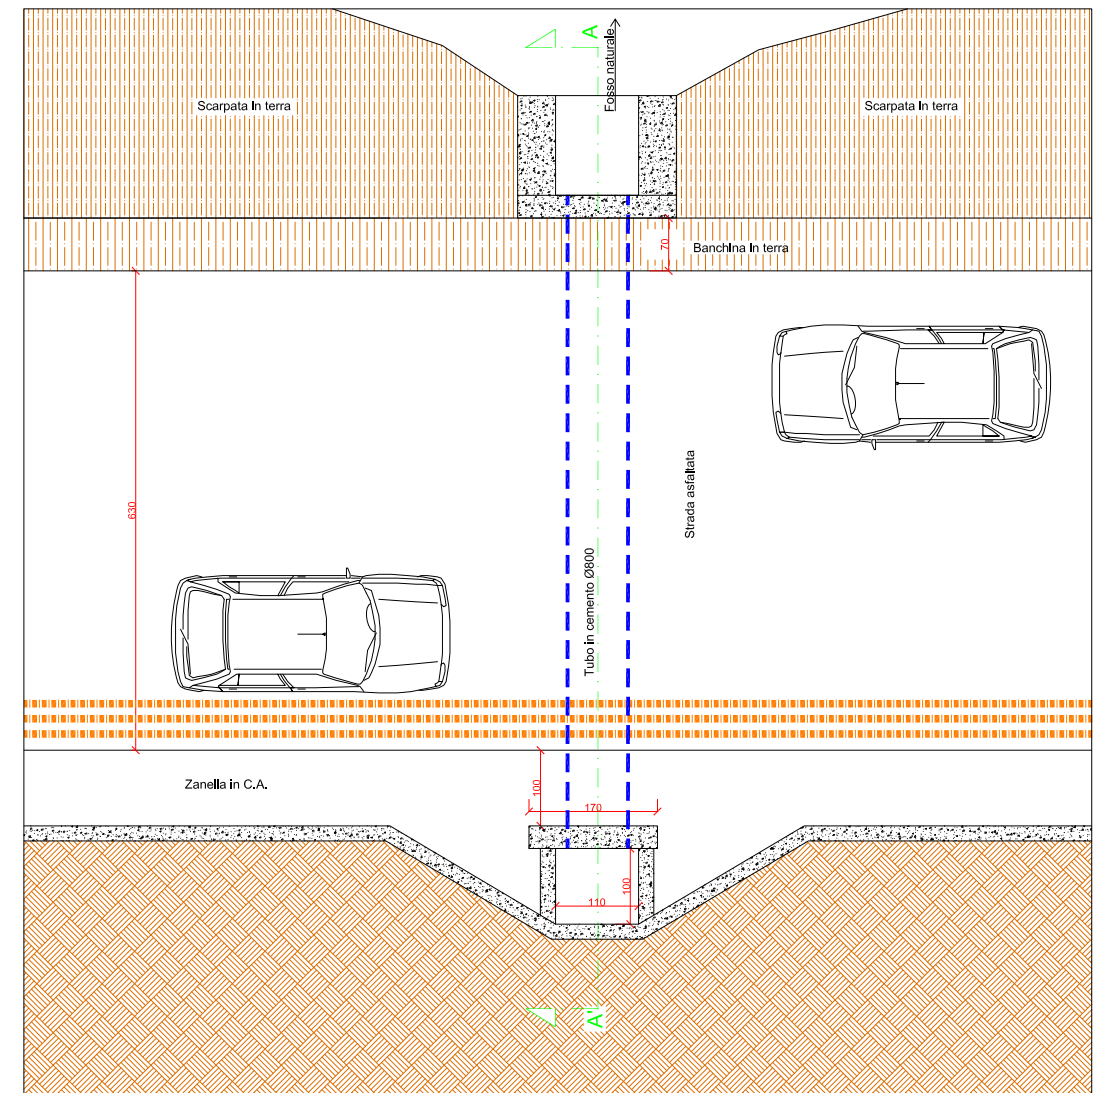 A
Fosso naturale
Scarpata in terra
Scarpata in terra
70
Banchina in terra
630
Strada asfaltata
Tubo in cemento Ø800
Zanella in C.A.
100
170
100
110
A'